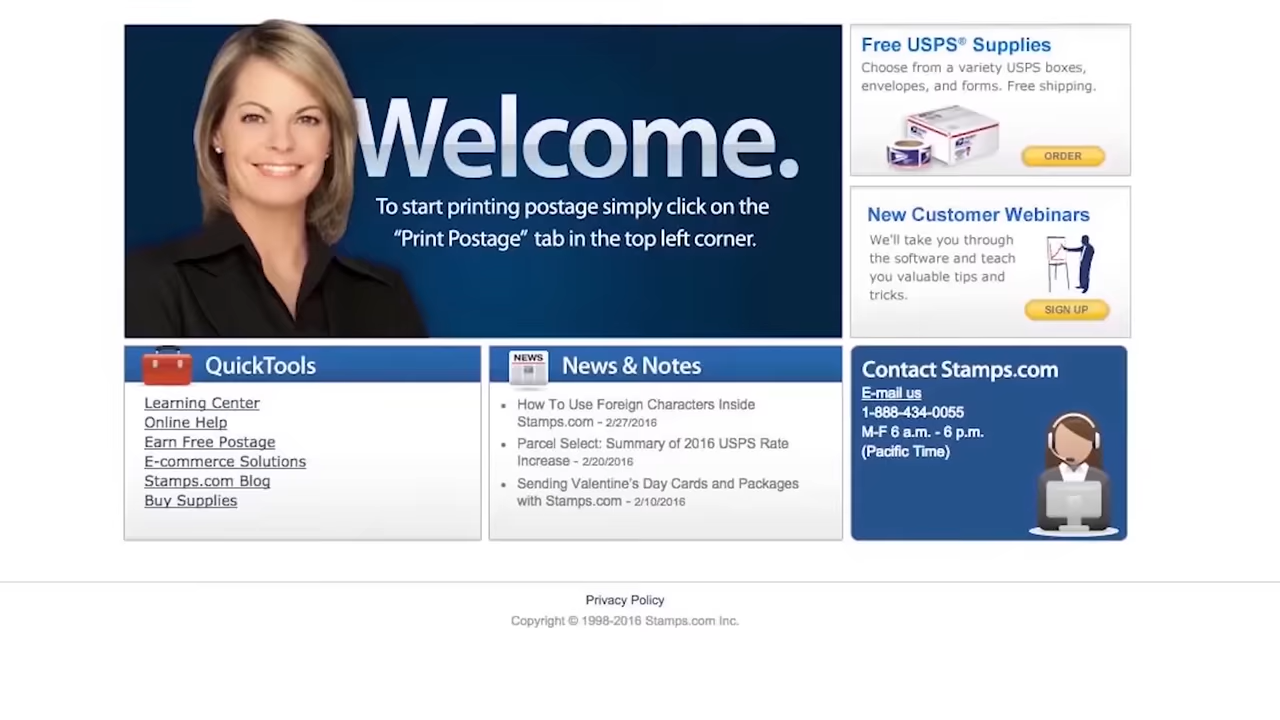 Welcome.
To start printing postage simply click on the
“Print Postage” tab in the top left corner.
Free USPS® Supplies
Choose from a variety USPS boxes,
envelopes, and forms. Free shipping.
ORDER
New Customer Webinars
We'll take you through
the software and teach
you valuable tips and
tricks.
SIGN UP
QuickTools
Learning Center
Online Help
Earn Free Postage
E-commerce Solutions
Stamps.com Blog
Buy Supplies
NEWS
News & Notes
• How To Use Foreign Characters Inside
Stamps.com - 2/27/2016
• Parcel Select: Summary of 2016 USPS Rate
Increase - 2/20/2016
• Sending Valentine's Day Cards and Packages
with Stamps.com - 2/10/2016
Contact Stamps.com
E-mail us
1-888-434-0055
M-F 6 a.m. - 6 p.m.
(Pacific Time)
Privacy Policy
Copyright © 1998-2016 Stamps.com Inc.